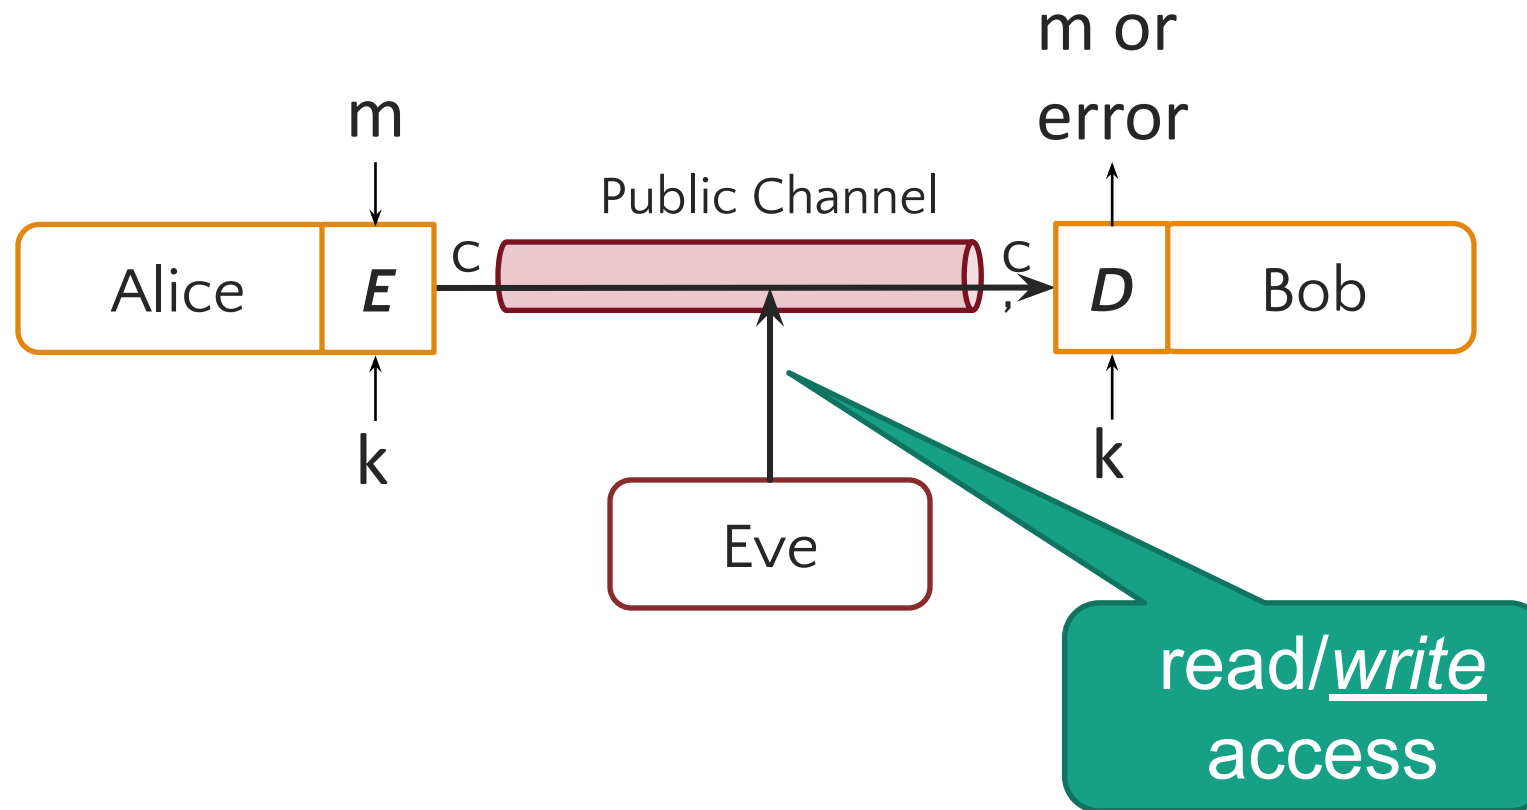 m or
error
m
Public Channel
Alice
E
c
c
,
D
Bob
k
k
Eve
read/write
access